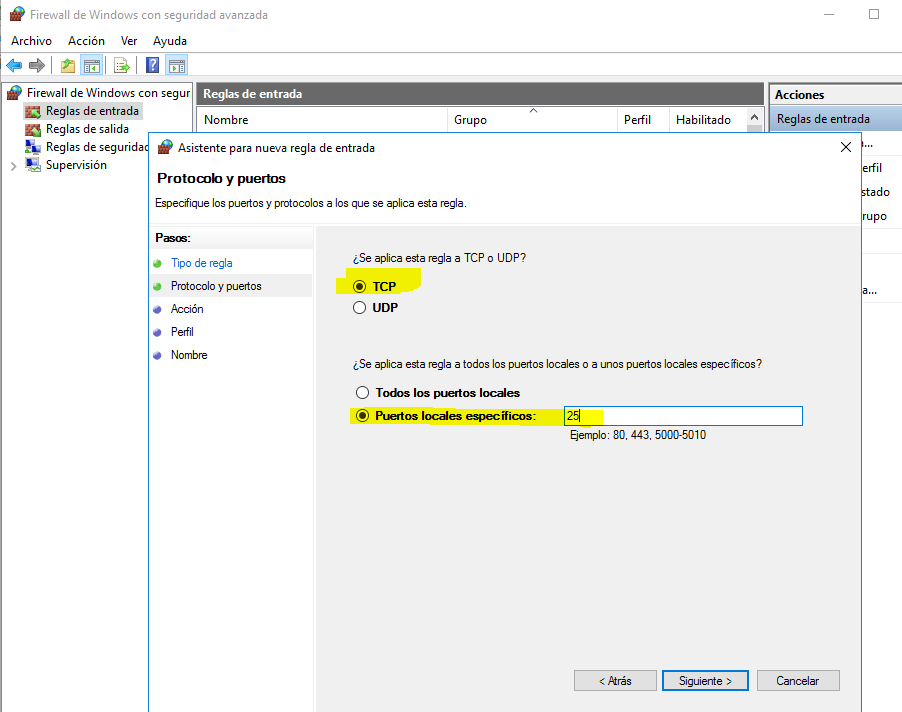 Firewall de Windows con seguridad avanzada
Archivo Acción Ver Ayuda
Firewall de Windows con segur
Reglas de entrada
Reglas de salida
Reglas de seguridad
Supervisión
Reglas de entrada
Nombre Grupo Perfil Habilitado
Acciones
Reglas de entrada
...
erfil
stado
rupo
a...
Asistente para nueva regla de entrada
Protocolo y puertos
Especifique los puertos y protocolos a los que se aplica esta regla.
Pasos:
Tipo de regla
Protocolo y puertos
Acción
Perfil
Nombre
¿Se aplica esta regla a TCP o UDP?
TCP
UDP
¿Se aplica esta regla a todos los puertos locales o a unos puertos locales específicos?
Todos los puertos locales
Puertos locales específicos: 25
Ejemplo: 80, 443, 5000-5010
< Atrás Siguiente > Cancelar